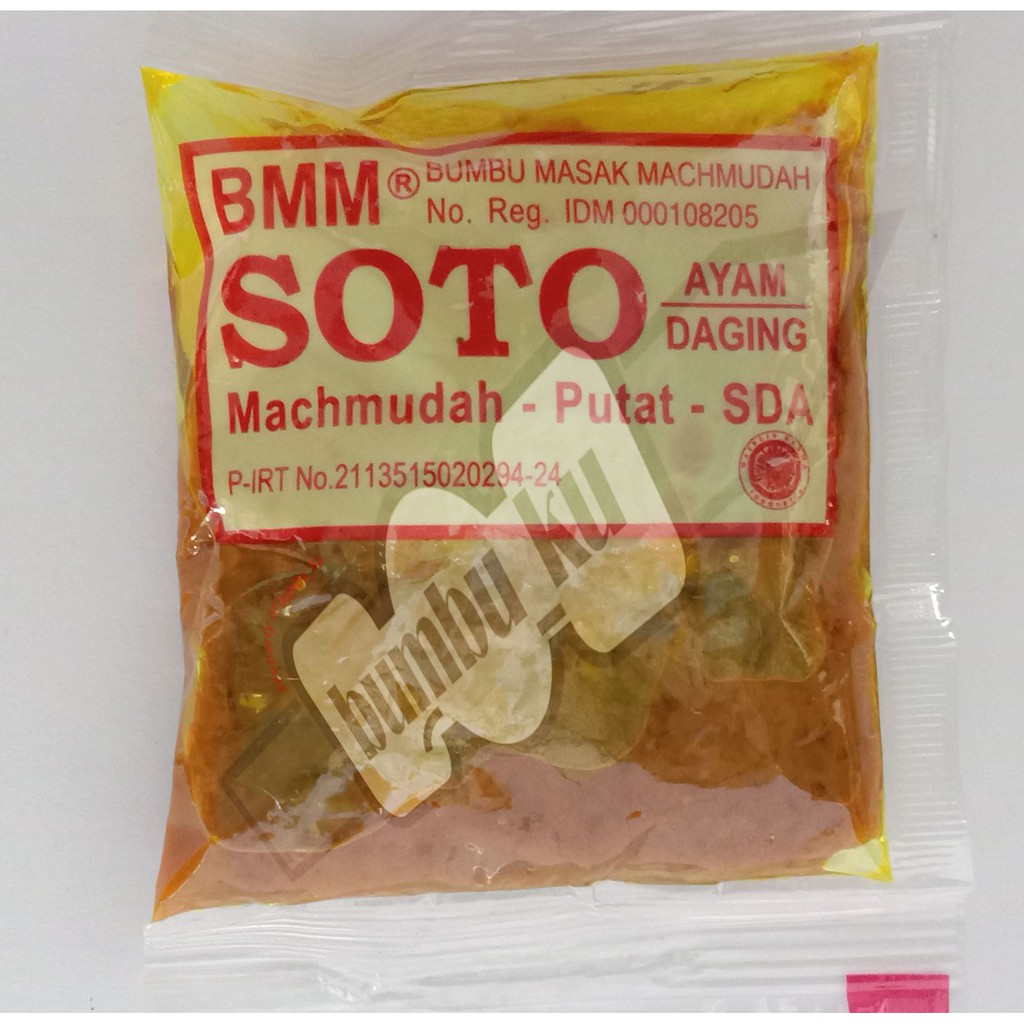 BMM® BUMBU MASAK MACHMUDAH
No. Reg. IDM 000108205
SOTO AYAM
DAGING
Machmudah - Putat - SDA
P-IRT No.2113515020294-24
bumbu_ku